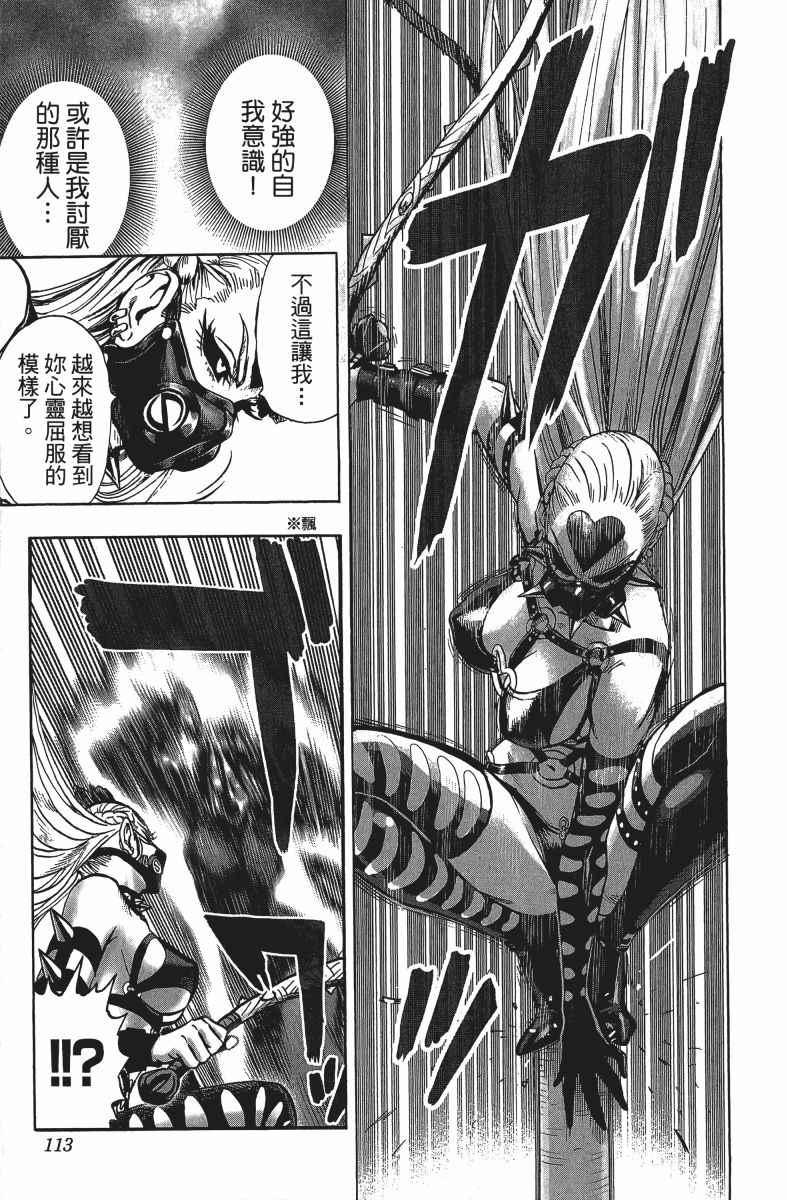 ガッ
好強的自
我意識！
或許是我討厭
的那種人…
不過這讓我…
越來越想看到
妳心靈屈服的
模樣了。
※飄
!!?
113